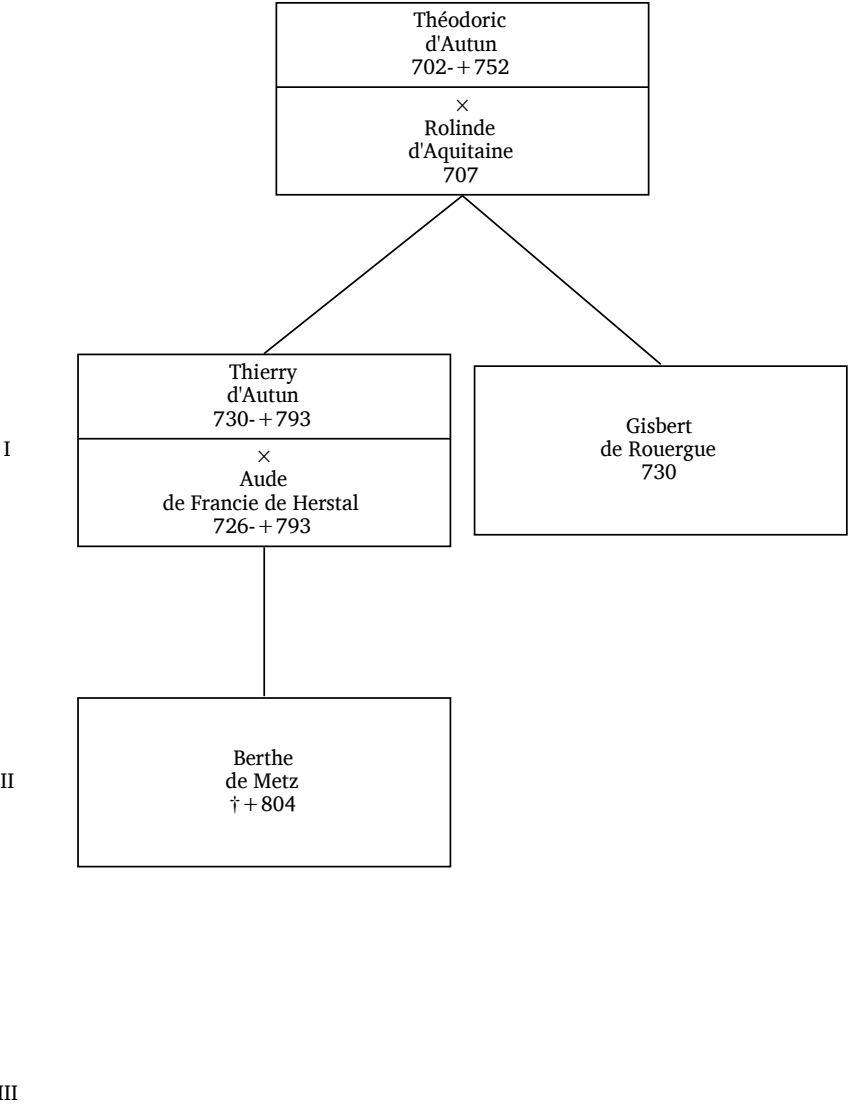 Théodoric
d'Autun
702-+752
×
Rolinde
d'Aquitaine
707
Thierry
d'Autun
730-+793
×
Aude
de Francie de Herstal
726-+793
Gisbert
de Rouergue
730
I
Berthe
de Metz
†+804
II
III